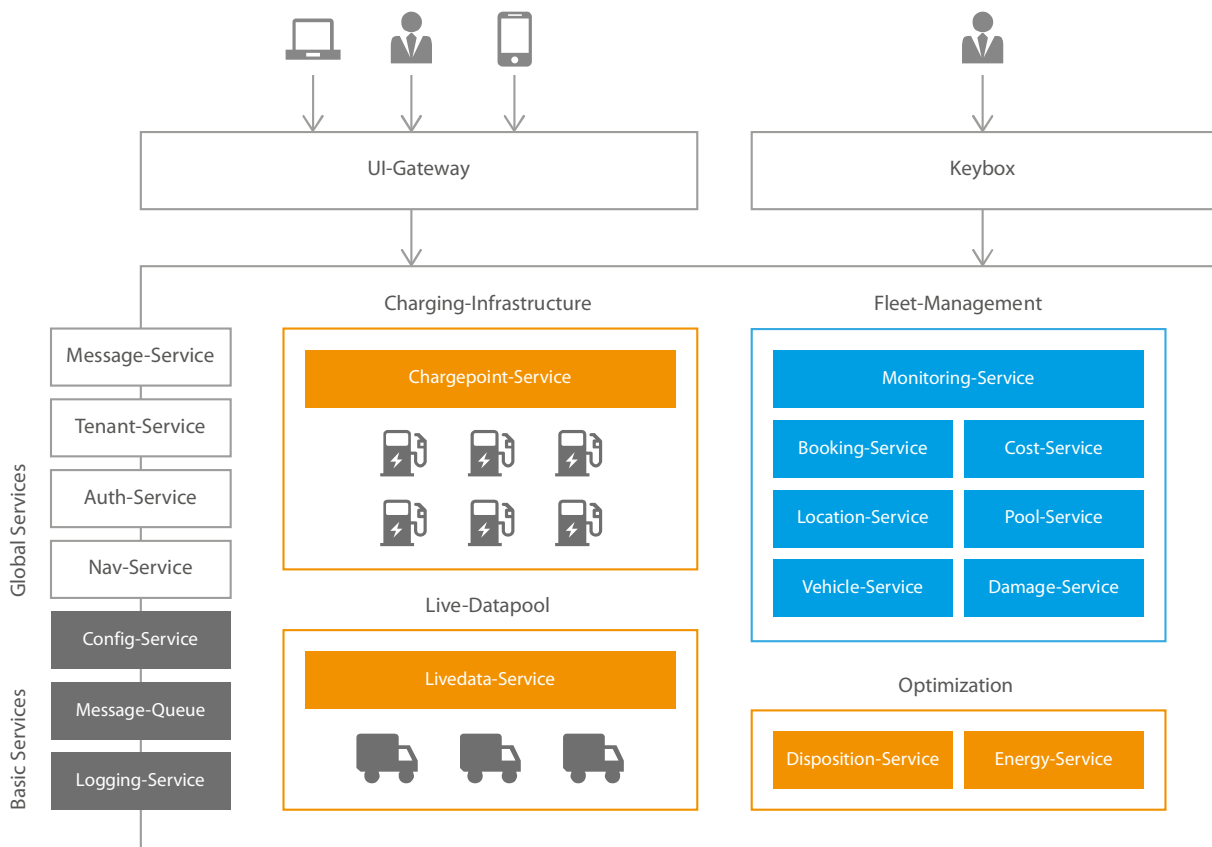 UI-Gateway
Keybox
Charging-Infrastructure
Fleet-Management
Message-Service
Tenant-Service
Auth-Service
Nav-Service
Config-Service
Message-Queue
Logging-Service
Global Services
Basic Services
Chargepoint-Service
Live-Datapool
Livedata-Service
Monitoring-Service
Booking-Service
Cost-Service
Location-Service
Pool-Service
Vehicle-Service
Damage-Service
Optimization
Disposition-Service
Energy-Service